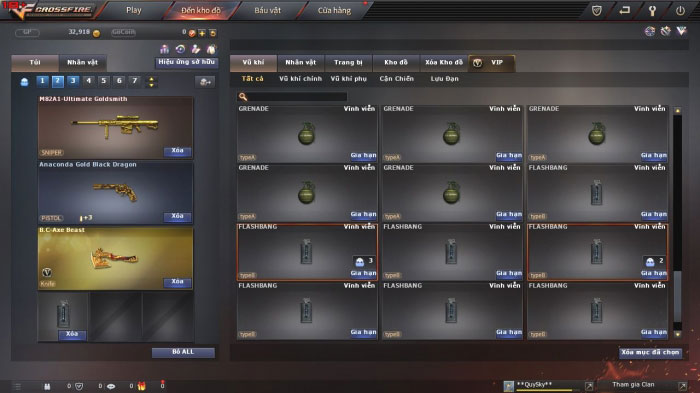 CROSSFIRE Play Đến kho đồ Báu vật Cửa hàng
GP 32,918 GôCoin 0
Hiệu ứng sở hữu
Túi Nhân vật
1 2 3 4 5 6 7
M82A1-Ultimate Goldsmith
SNIPER Xóa
Anaconda Gold Black Dragon
PISTOL +3 Xóa
B.C-Axe Beast
Knife Xóa
Xóa
Bỏ ALL
Vũ khí Nhân vật Trang bị Kho đồ Xóa Kho đồ VIP
Tất cả Vũ khí chính Vũ khí phụ Cận Chiến Lựu Đạn
GRENADE Vĩnh viễn GRENADE Vĩnh viễn GRENADE Vĩnh viễn
typeA Gia hạn typeA Gia hạn typeA Gia hạn
GRENADE Vĩnh viễn GRENADE Vĩnh viễn FLASHBANG Vĩnh viễn
typeA Gia hạn typeA Gia hạn typeB Gia hạn
FLASHBANG Vĩnh viễn FLASHBANG Vĩnh viễn FLASHBANG Vĩnh viễn
3 2
typeB Gia hạn typeB Gia hạn typeB Gia hạn
FLASHBANG Vĩnh viễn FLASHBANG Vĩnh viễn FLASHBANG Vĩnh viễn
typeB Gia hạn typeB Gia hạn typeB Gia hạn
Xóa mục đã chọn
0 0 0 0 **QuySky** Tham gia Clan